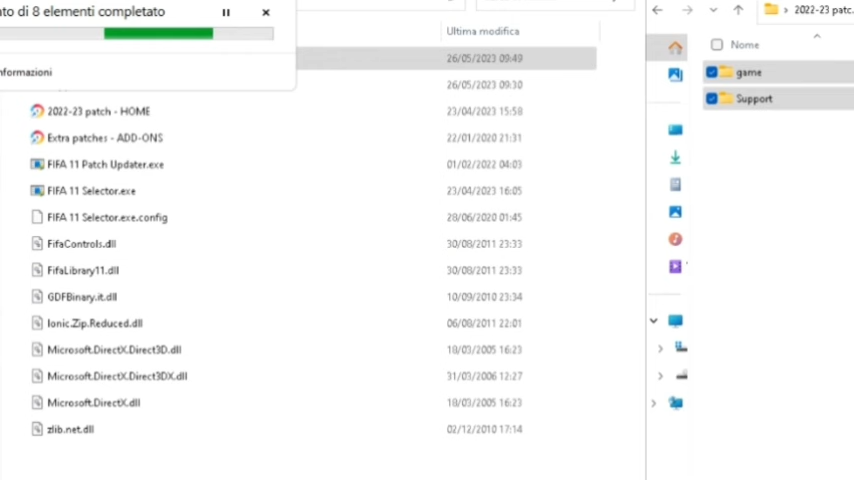 to di 8 elementi completato
nformazioni
Ultima modifica
26/05/2023 09:49
26/05/2023 09:30
2022-23 patch - HOME 23/04/2023 15:58
Extra patches - ADD-ONS 22/01/2020 21:31
FIFA 11 Patch Updater.exe 01/02/2022 04:03
FIFA 11 Selector.exe 23/04/2023 16:05
FIFA 11 Selector.exe.config 28/06/2020 01:45
FifaControls.dll 30/08/2011 23:33
FifaLibrary11.dll 30/08/2011 23:33
GDFBinary.it.dll 10/09/2010 23:34
Ionic.Zip.Reduced.dll 06/08/2011 22:01
Microsoft.DirectX.Direct3D.dll 18/03/2005 16:23
Microsoft.DirectX.Direct3DX.dll 31/03/2006 12:27
Microsoft.DirectX.dll 18/03/2005 16:23
zlib.net.dll 02/12/2010 17:14
2022-23 patc
Nome
game
Support